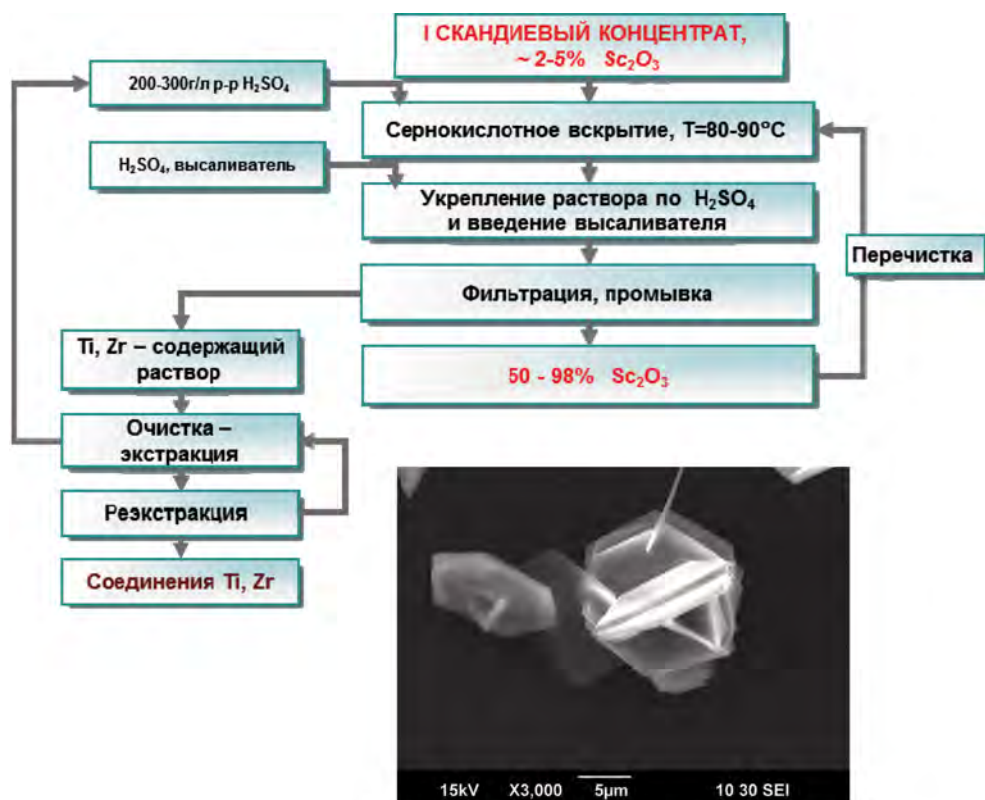 I СКАНДИЕВЫЙ КОНЦЕНТРАТ,
~ 2-5% Sc₂O₃
200-300г/л р-р H₂SO₄
Сернокислотное вскрытие, Т=80-90°С
H₂SO₄, высаливатель
Укрепление раствора по H₂SO₄
и введение высаливателя
Перечистка
Фильтрация, промывка
Ti, Zr – содержащий
раствор
50 - 98% Sc₂O₃
Очистка –
экстракция
Реэкстракция
Соединения Ti, Zr
15kV X3,000 5µm 10 30 SEI